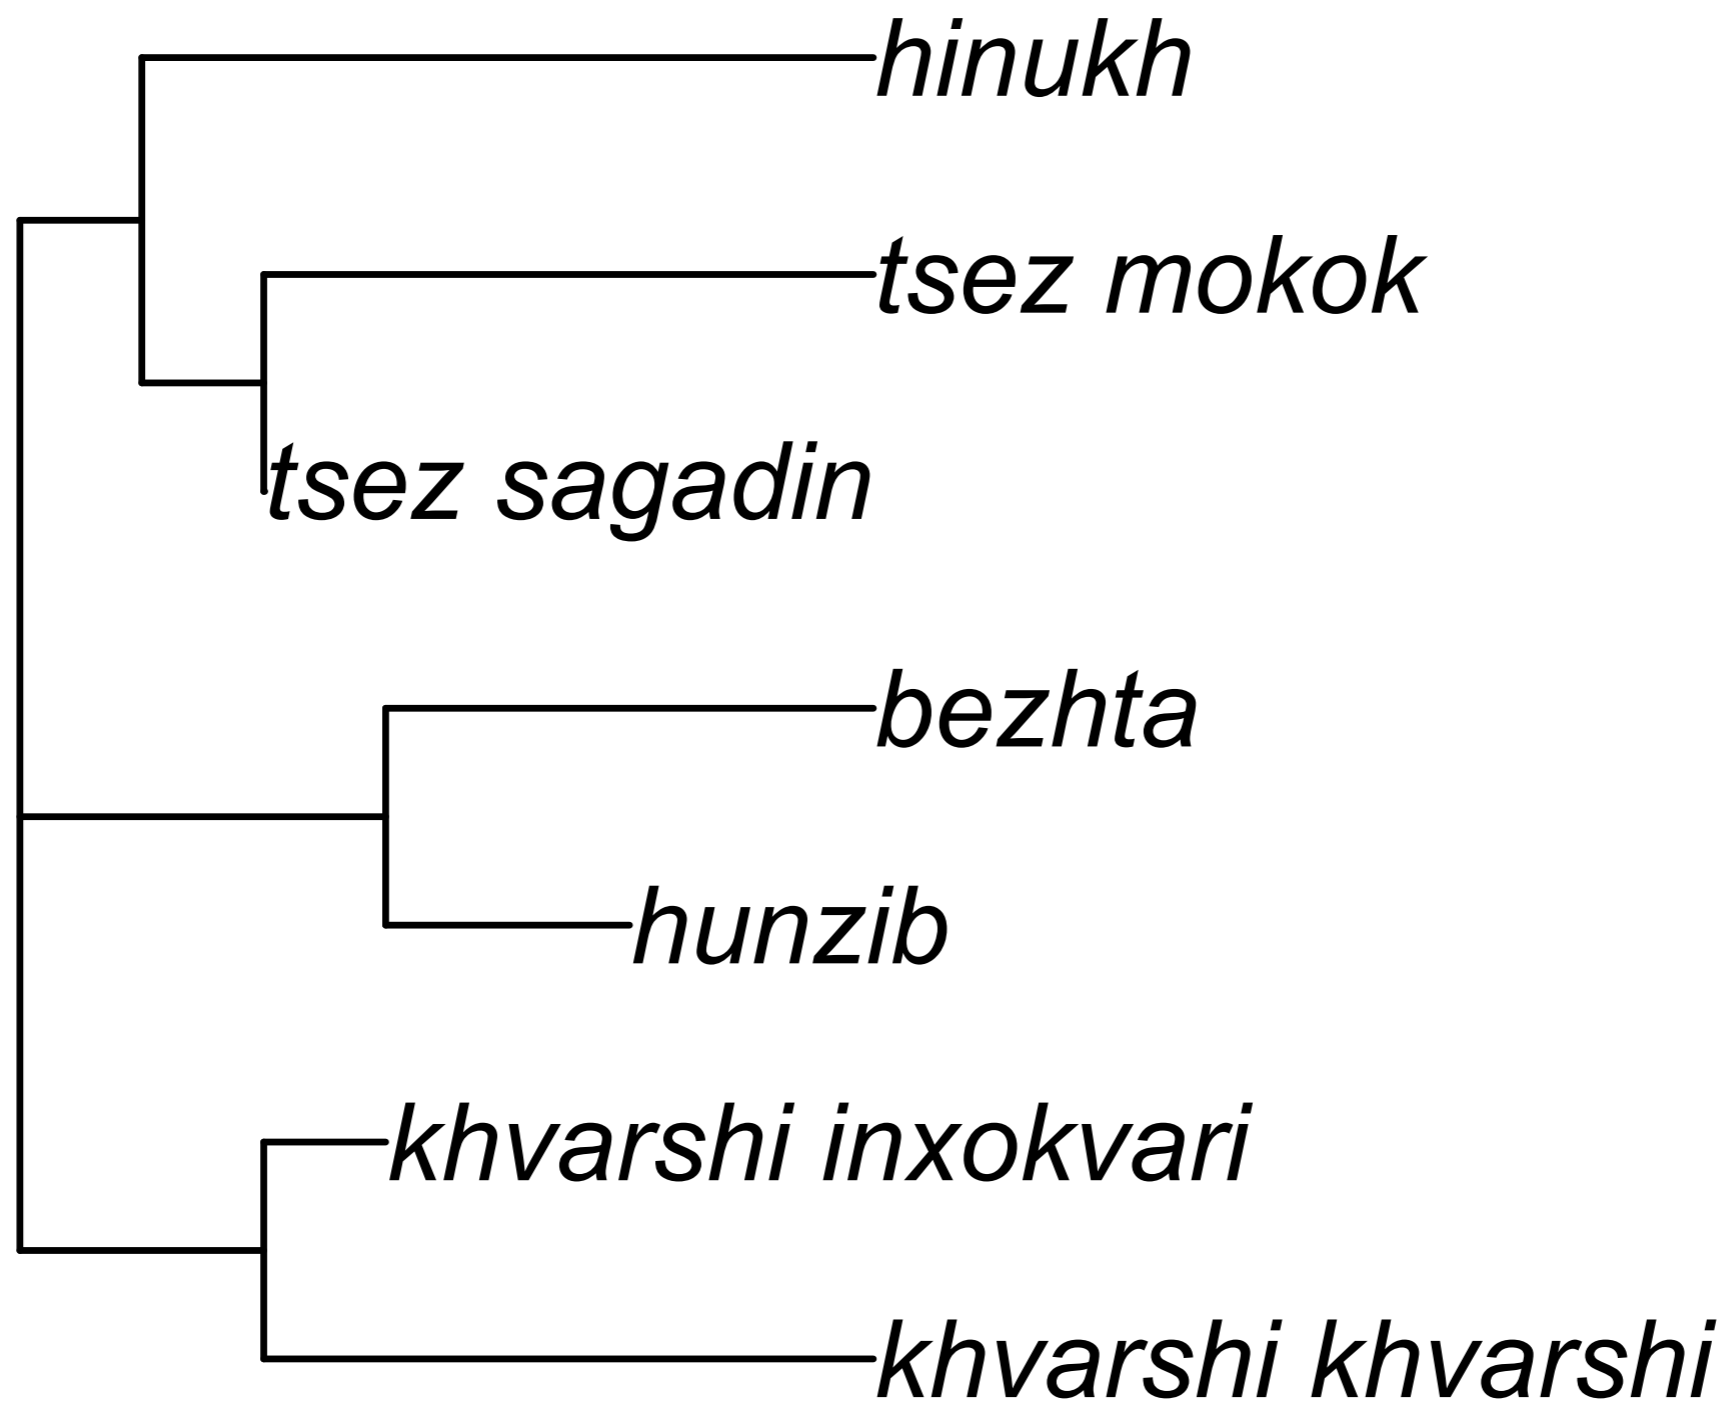 hinukh
tsez mokok
tsez sagadin
bezhta
hunzib
khvarshi inxokvari
khvarshi khvarshi